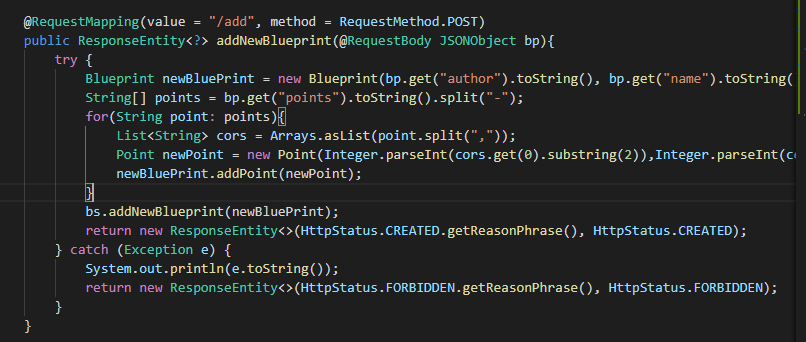 @RequestMapping(value = "/add", method = RequestMethod.POST)
public ResponseEntity<?> addNewBlueprint(@RequestBody JSONObject bp){
try {
Blueprint newBluePrint = new Blueprint(bp.get("author").toString(), bp.get("name").toString(
String[] points = bp.get("points").toString().split("-");
for(String point: points){
List<String> cors = Arrays.asList(point.split(","));
Point newPoint = new Point(Integer.parseInt(cors.get(0).substring(2)),Integer.parseInt(
newBluePrint.addPoint(newPoint);
}
bs.addNewBlueprint(newBluePrint);
return new ResponseEntity<>(HttpStatus.CREATED.getReasonPhrase(), HttpStatus.CREATED);
} catch (Exception e) {
System.out.println(e.toString());
return new ResponseEntity<>(HttpStatus.FORBIDDEN.getReasonPhrase(), HttpStatus.FORBIDDEN);
}
}